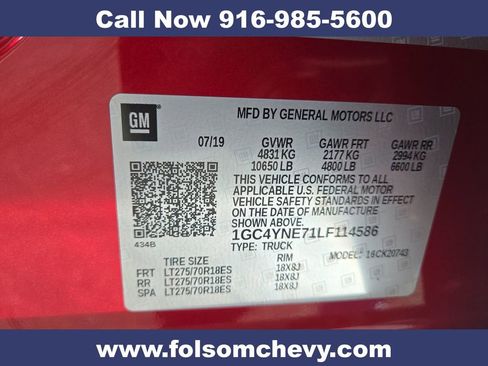 Call Now 916-985-5600
GM
MFD BY GENERAL MOTORS LLC
07/19 GVWR GAWR FRT GAWR RR
4831 KG 2177 KG 2994 KG
10650 LB 4800 LB 6600 LB
THIS VEHICLE CONFORMS TO ALL
APPLICABLE U.S. FEDERAL MOTOR
VEHICLE SAFETY STANDARDS IN
EFFECT ON THE DATE OF
MANUFACTURE SHOWN ABOVE.
1GC4YNE71LF114586
434B
TYPE: TRUCK
MODEL: 16CK20743
TIRE SIZE RIM
FRT LT275/70R18ES 18X8J
RR LT275/70R18ES 18X8J
SPA LT275/70R18ES 18X8J
www.folsomchevy.com